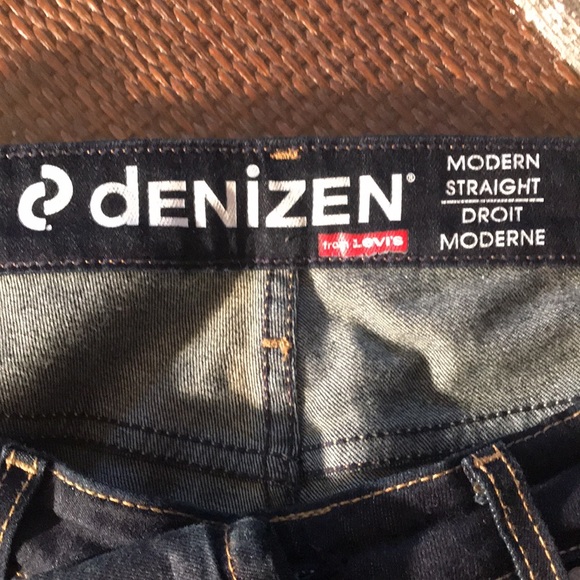 dENiZEN®
from LEVI'S
MODERN
STRAIGHT
DROIT
MODERNE